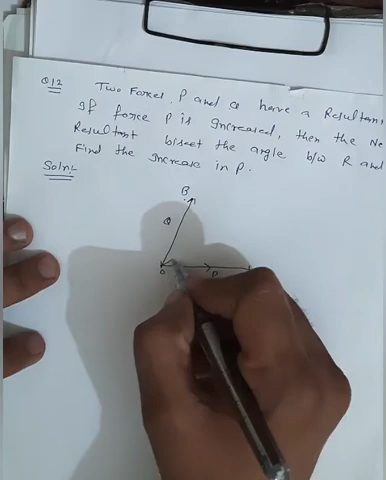 Q12 Two Forces P and Q have a Resultant
If force P is Increased, then the Ne
Resultant bisect the angle b/w R and
Find the Increase in P.
Soln:
B
Q
O P